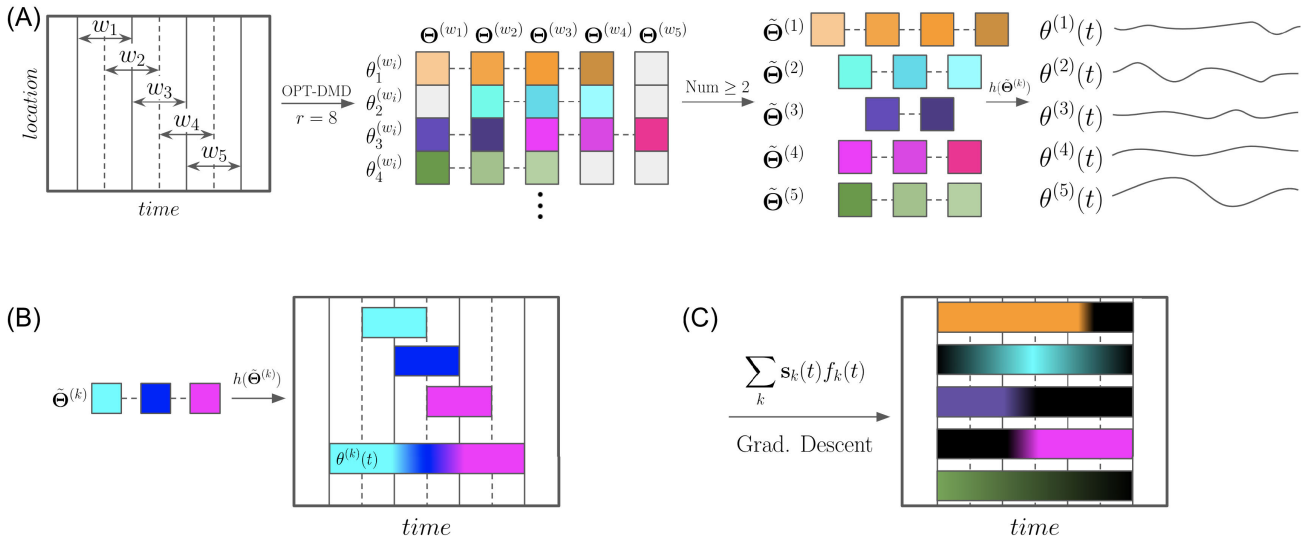 (A)
location
w₁
w₂
w₃
w₄
w₅
time
OPT-DMD
r = 8
Θ^(w₁) Θ^(w₂) Θ^(w₃) Θ^(w₄) Θ^(w₅)
θ₁^(wᵢ)
θ₂^(wᵢ)
θ₃^(wᵢ)
θ₄^(wᵢ)
⋮
Num ≥ 2
Θ̃^(1)
Θ̃^(2)
Θ̃^(3)
Θ̃^(4)
Θ̃^(5)
h(Θ̃^(k))
θ^(1)(t)
θ^(2)(t)
θ^(3)(t)
θ^(4)(t)
θ^(5)(t)
(B)
Θ̃^(k)
h(Θ̃^(k))
θ^(k)(t)
time
(C)
∑ₖ sₖ(t)fₖ(t)
Grad. Descent
time